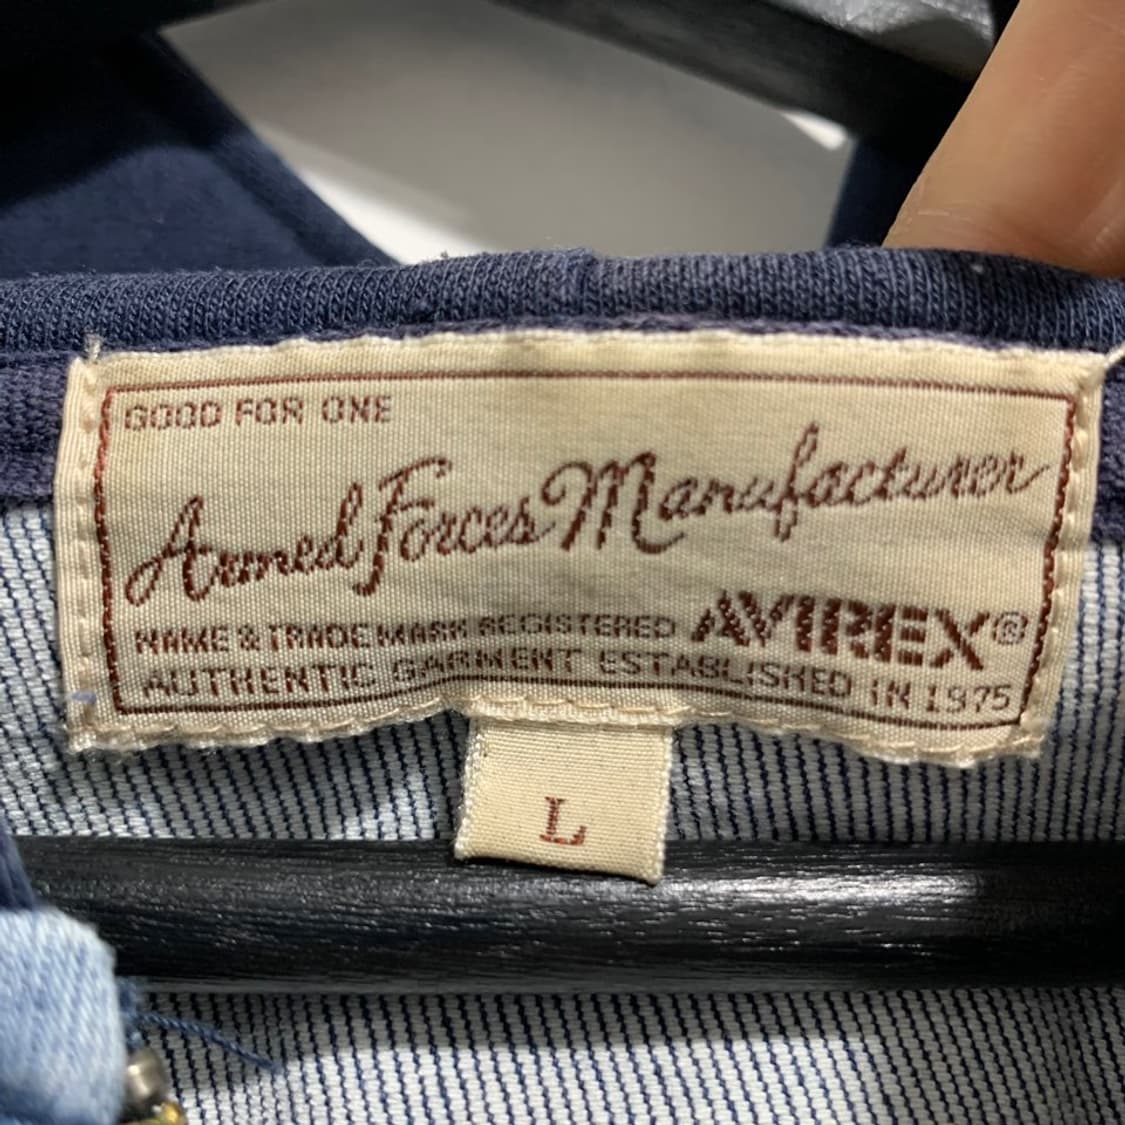 GOOD FOR ONE
Armed Forces Manufacturer
NAME & TRADE MARK REGISTERED AVIREX®
AUTHENTIC GARMENT ESTABLISHED IN 1975
L